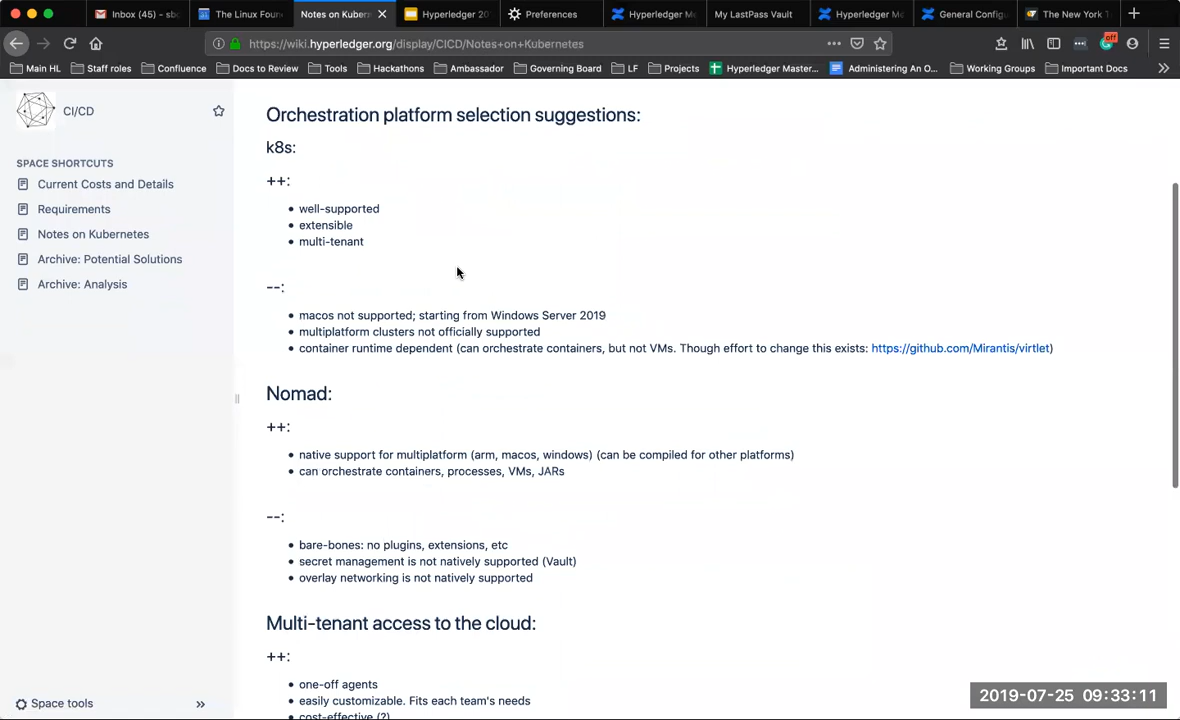 Inbox (45) – sb
The Linux Foun
Notes on Kubern
Hyperledger 20
Preferences
Hyperledger Me
My LastPass Vault
Hyperledger Me
General Configu
The New York T
https://wiki.hyperledger.org/display/CICD/Notes+on+Kubernetes
off
Main HL
Staff roles
Confluence
Docs to Review
Tools
Hackathons
Ambassador
Governing Board
LF
Projects
Hyperledger Master...
Administering An O...
Working Groups
Important Docs
CI/CD
SPACE SHORTCUTS
Current Costs and Details
Requirements
Notes on Kubernetes
Archive: Potential Solutions
Archive: Analysis
Space tools
Orchestration platform selection suggestions:
k8s:
++:
• well-supported
• extensible
• multi-tenant
--:
• macos not supported; starting from Windows Server 2019
• multiplatform clusters not officially supported
• container runtime dependent (can orchestrate containers, but not VMs. Though effort to change this exists: https://github.com/Mirantis/virtlet)
Nomad:
++:
• native support for multiplatform (arm, macos, windows) (can be compiled for other platforms)
• can orchestrate containers, processes, VMs, JARs
--:
• bare-bones: no plugins, extensions, etc
• secret management is not natively supported (Vault)
• overlay networking is not natively supported
Multi-tenant access to the cloud:
++:
• one-off agents
• easily customizable. Fits each team's needs
• cost-effective (?)
2019-07-25 09:33:11